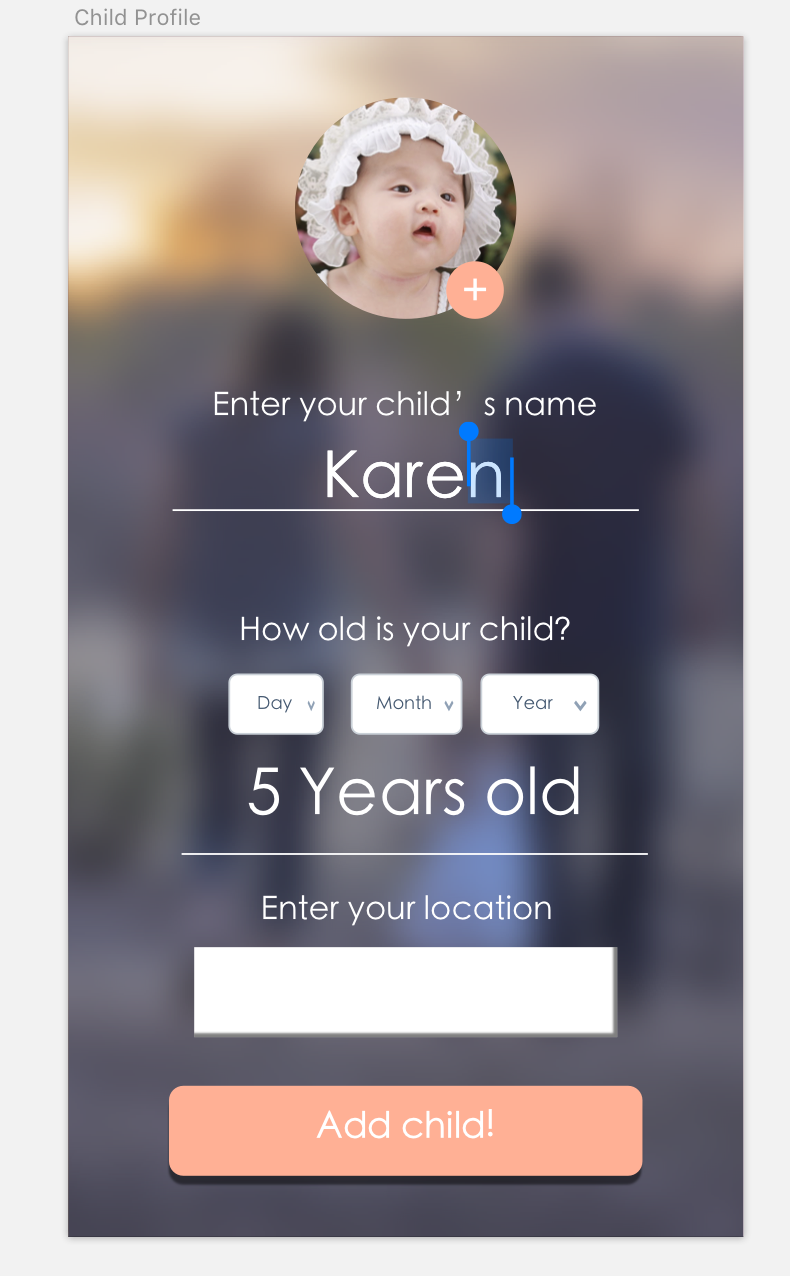 Child Profile
+
Enter your child’s name
Karen
How old is your child?
Day Month Year
5 Years old
Enter your location
Add child!